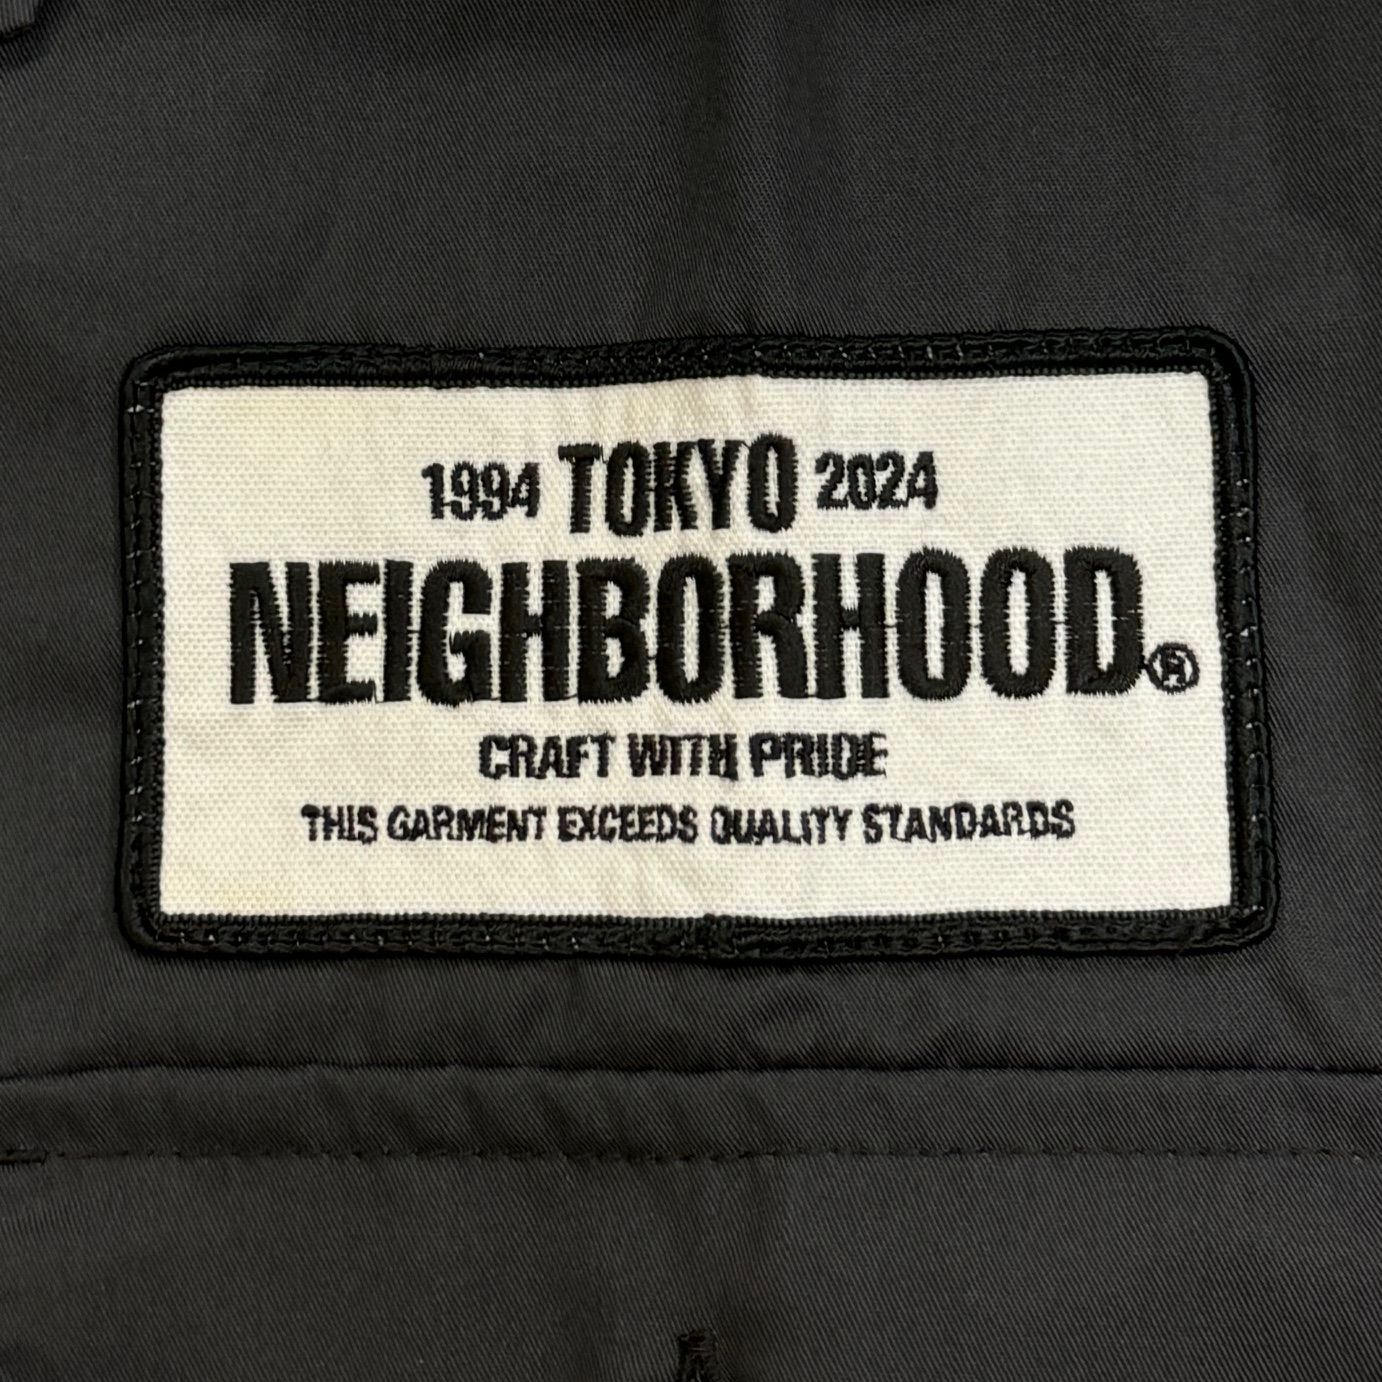 1994 TOKYO 2024
NEIGHBORHOOD®
CRAFT WITH PRIDE
THIS GARMENT EXCEEDS QUALITY STANDARDS